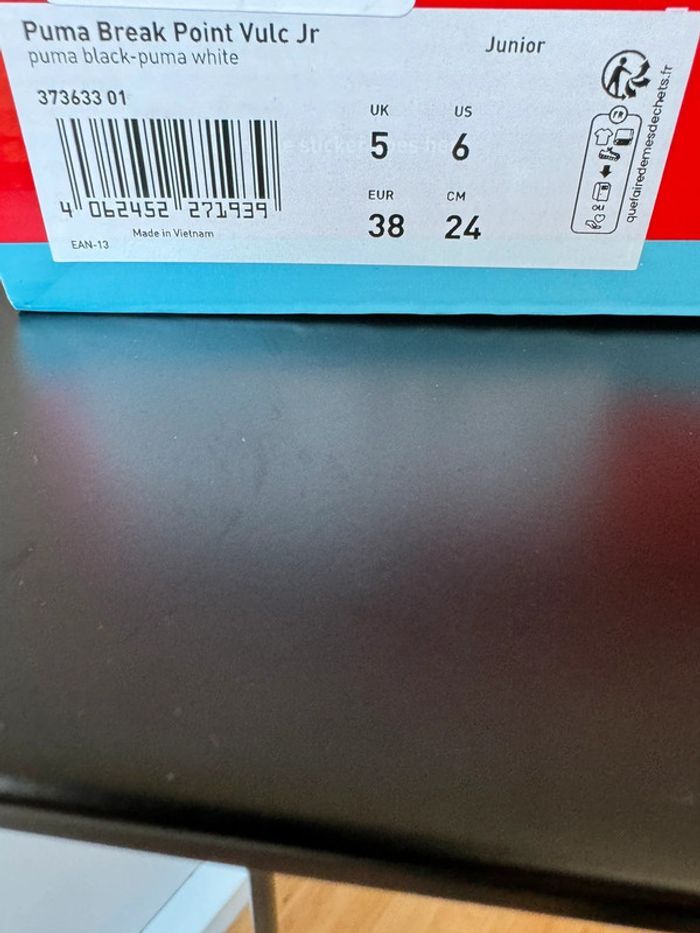 Puma Break Point Vulc Jr
puma black-puma white
Junior
373633 01
4 062452 271939
EAN-13
Made in Vietnam
UK
5
US
6
EUR
38
CM
24
FR
OU
quefairedemesdechets.fr